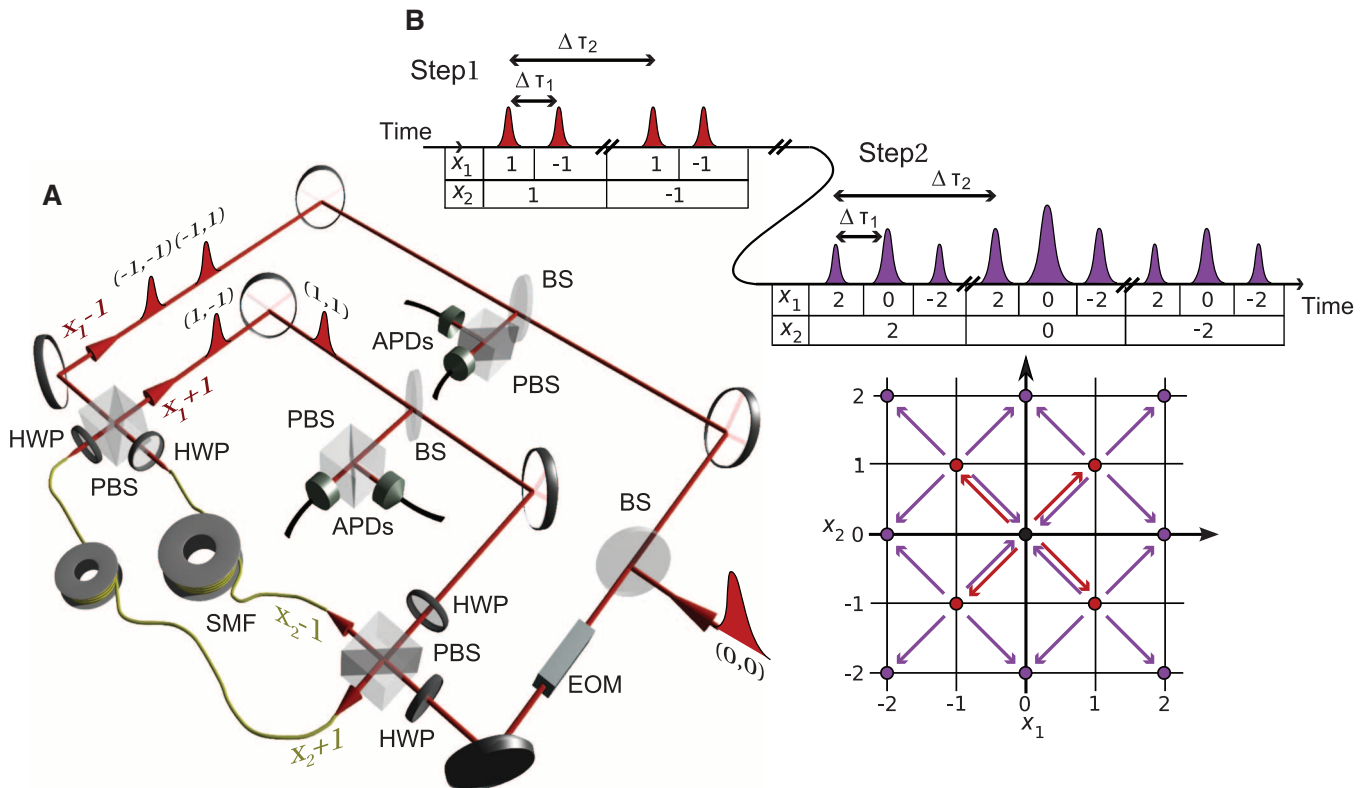 B
Δ τ2
Step1
Δ τ1
Time
x1 1 -1 1 -1
x2 1 -1
Step2
Δ τ2
Δ τ1
x1 2 0 -2 2 0 -2 2 0 -2
Time
x2 2 0 -2
A
(-1,-1) (-1,1)
(1,-1)
(1,1)
x1-1
x1+1
BS
APDs
PBS
PBS
BS
APDs
HWP
HWP
PBS
BS
SMF
x2-1
HWP
PBS
(0,0)
EOM
x2+1
HWP
2
1
x2 0
-1
-2
-2 -1 0 1 2
x1